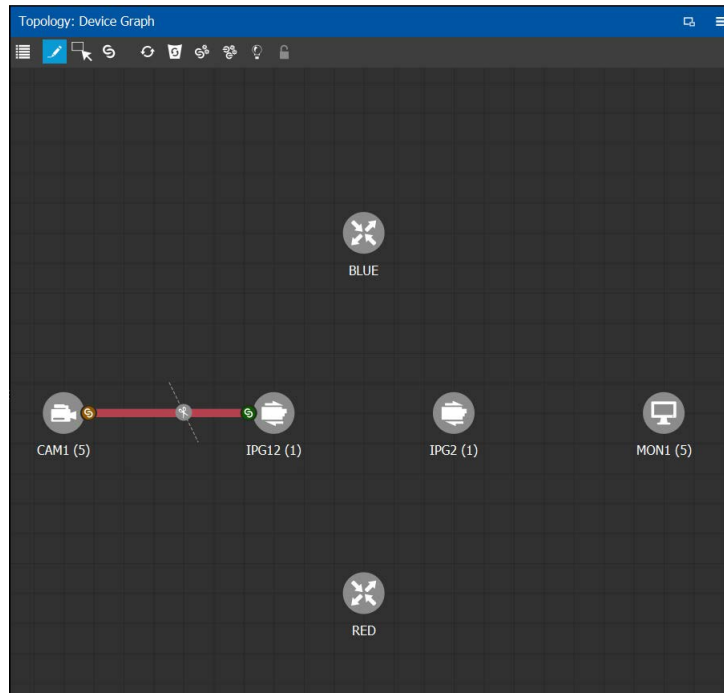 Topology: Device Graph
BLUE
CAM1 (5)
IPG12 (1)
IPG2 (1)
MON1 (5)
RED